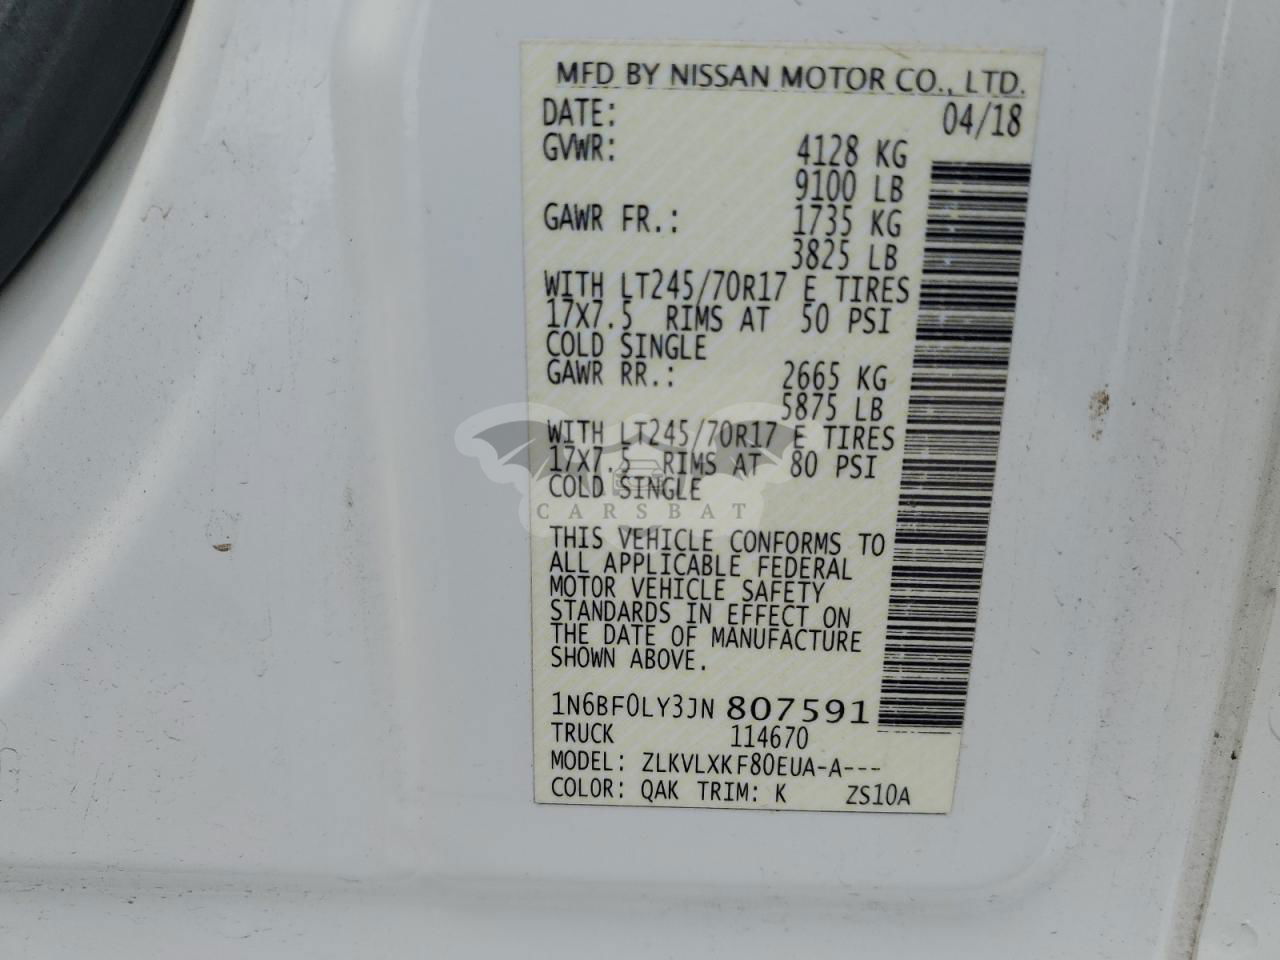 MFD BY NISSAN MOTOR CO., LTD.
DATE: 04/18
GVWR: 4128 KG
9100 LB
GAWR FR.: 1735 KG
3825 LB
WITH LT245/70R17 E TIRES
17X7.5 RIMS AT 50 PSI
COLD SINGLE
GAWR RR.: 2665 KG
5875 LB
WITH LT245/70R17 E TIRES
17X7.5 RIMS AT 80 PSI
COLD SINGLE
CARSBAT
THIS VEHICLE CONFORMS TO
ALL APPLICABLE FEDERAL
MOTOR VEHICLE SAFETY
STANDARDS IN EFFECT ON
THE DATE OF MANUFACTURE
SHOWN ABOVE.
1N6BF0LY3JN 807591
TRUCK 114670
MODEL: ZLKVLXKF80EUA-A---
COLOR: QAK TRIM: K ZS10A